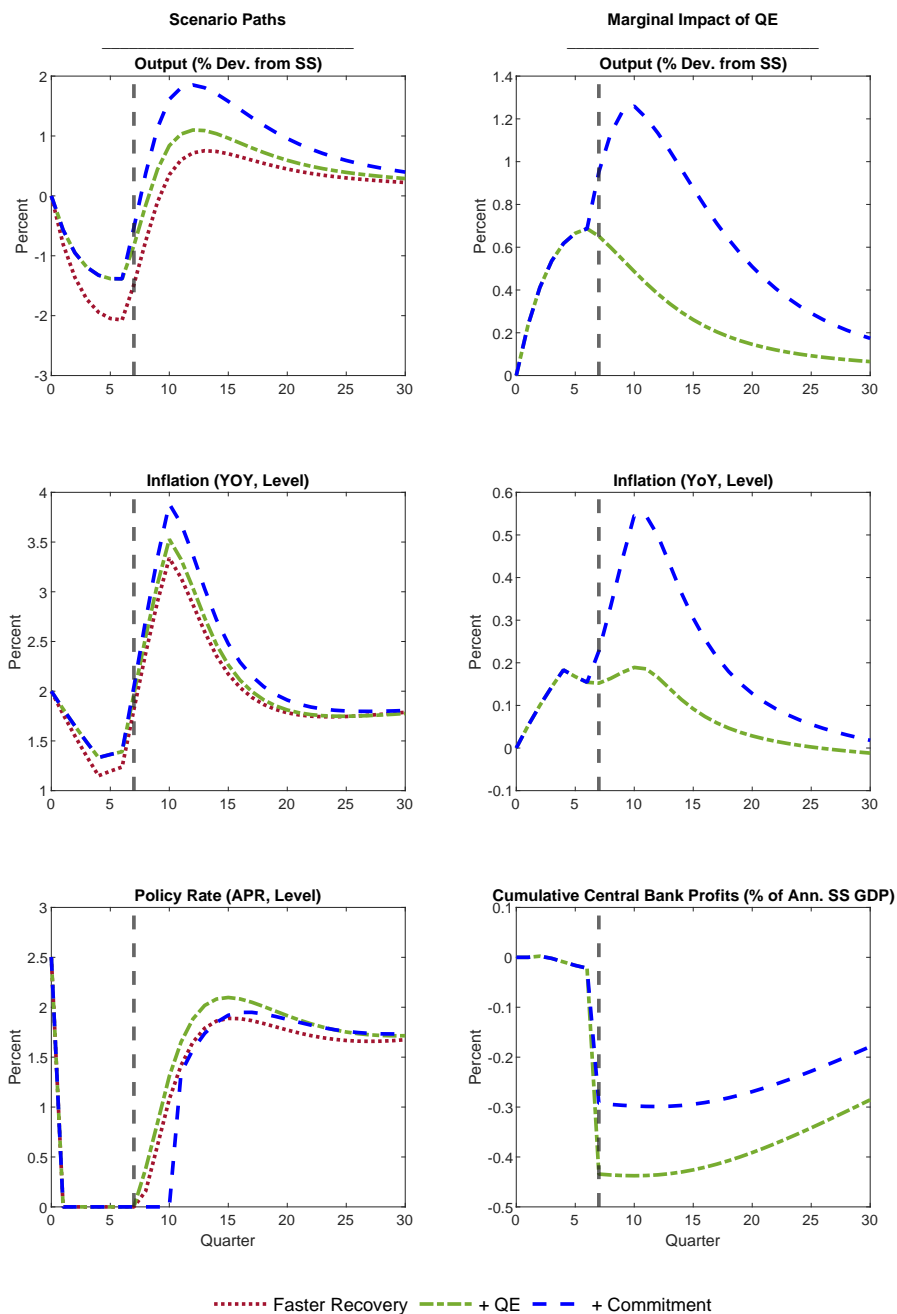 Scenario Paths
Marginal Impact of QE
Output (% Dev. from SS)
Percent
2
1
0
-1
-2
-3
0 5 10 15 20 25 30
Output (% Dev. from SS)
Percent
1.4
1.2
1
0.8
0.6
0.4
0.2
0
0 5 10 15 20 25 30
Inflation (YOY, Level)
Percent
4
3.5
3
2.5
2
1.5
1
0 5 10 15 20 25 30
Inflation (YoY, Level)
Percent
0.6
0.5
0.4
0.3
0.2
0.1
0
-0.1
0 5 10 15 20 25 30
Policy Rate (APR, Level)
Percent
3
2.5
2
1.5
1
0.5
0
0 5 10 15 20 25 30
Quarter
Cumulative Central Bank Profits (% of Ann. SS GDP)
Percent
0.1
0
-0.1
-0.2
-0.3
-0.4
-0.5
0 5 10 15 20 25 30
Quarter
Faster Recovery + QE + Commitment